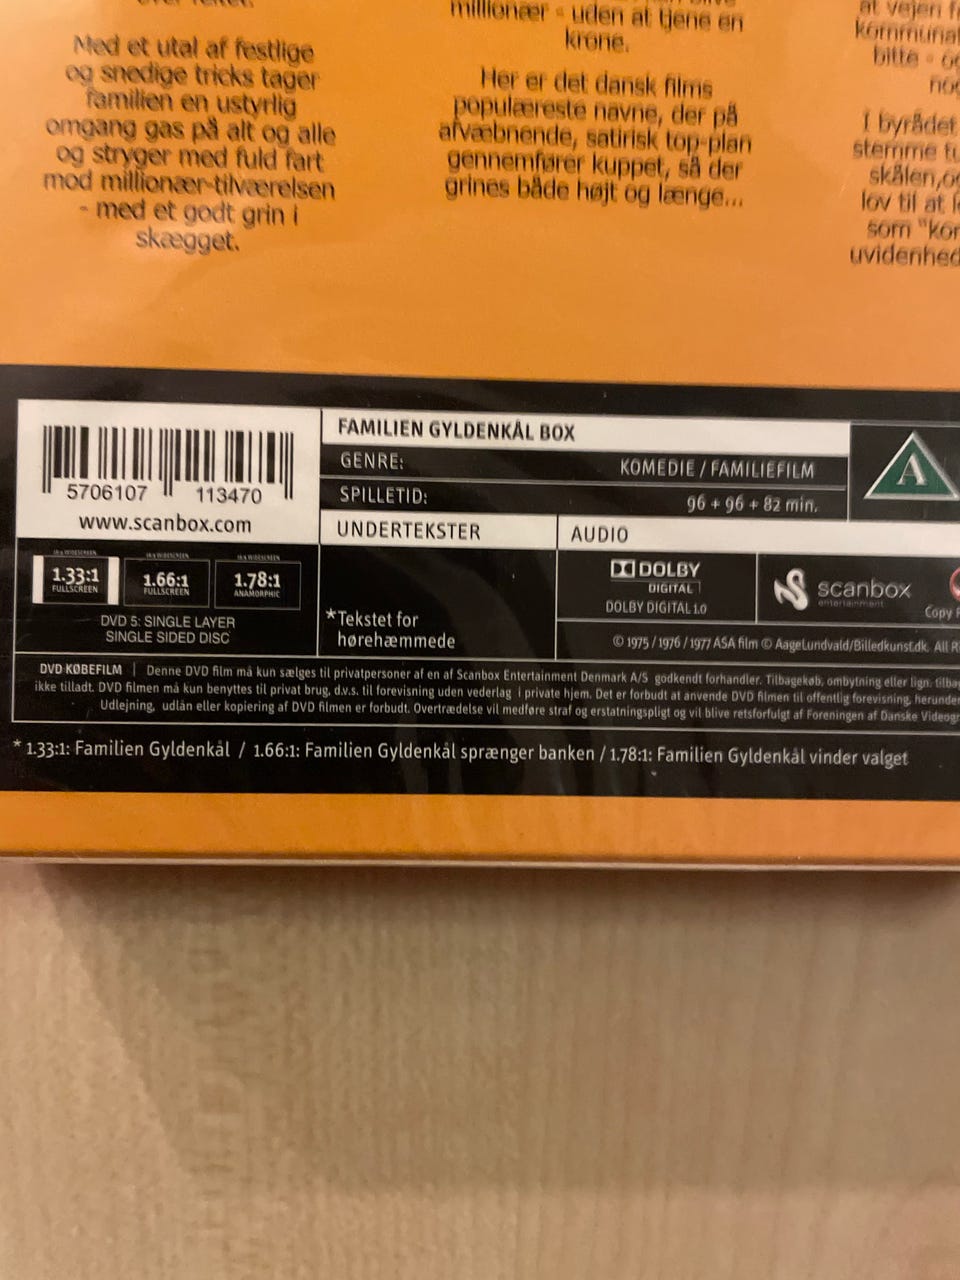 Med et utal af festlige
og snedige tricks tager
familien en ustyrlig
omgang gas på alt og alle
og stryger med fuld fart
mod millionær-tilværelsen
- med et godt grin i
skægget.
millionær - uden at tjene en
krone.
Her er det dansk films
populæreste navne, der på
afvæbnende, satirisk top-plan
gennemfører kuppet, så der
grines både højt og længe...
at vejen
bitte -
I byrådet
stemme
skålen,
lov til at
som
uvidenhed
5706107 113470
www.scanbox.com
FAMILIEN GYLDENKÅL BOX
GENRE: KOMEDIE / FAMILIEFILM
SPILLETID: 96 + 96 + 82 min.
A
UNDERTEKSTER
AUDIO
1.33:1
FULLSCREEN
1.66:1
FULLSCREEN
1.78:1
ANAMORPHIC
DVD 5: SINGLE LAYER
SINGLE SIDED DISC
*Tekstet for
hørehæmmede
DOLBY
DIGITAL
DOLBY DIGITAL 1.0
scanbox
entertainment
Copy
© 1975 / 1976 / 1977 ASA film © AageLundvald/Billedkunst.dk. All
DVD KØBEFILM | Denne DVD film må kun sælges til privatpersoner af en af Scanbox Entertainment Denmark A/S godkendt forhandler. Tilbagekøb, ombytning eller lign.
ikke tilladt. DVD filmen må kun benyttes til privat brug, d.v.s. til forevisning uden vederlag i private hjem. Det er forbudt at anvende DVD filmen til offentlig forevisning,
Udlejning, udlån eller kopiering af DVD filmen er forbudt. Overtrædelse vil medføre straf og erstatningspligt og vil blive retsforfulgt af Foreningen af Danske
* 1.33:1: Familien Gyldenkål / 1.66:1: Familien Gyldenkål sprænger banken / 1.78:1: Familien Gyldenkål vinder valget